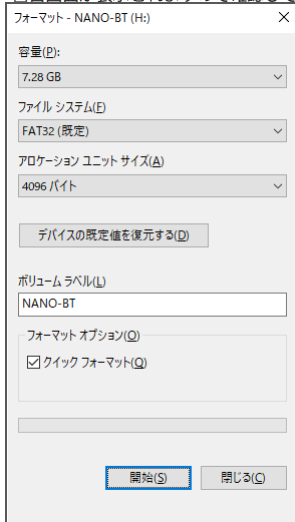 フォーマット - NANO-BT (H:)
容量(P):
7.28 GB
ファイル システム(F)
FAT32 (既定)
アロケーション ユニット サイズ(A)
4096 バイト
デバイスの既定値を復元する(D)
ボリューム ラベル(L)
NANO-BT
フォーマット オプション(O)
クイック フォーマット(Q)
開始(S)
閉じる(C)